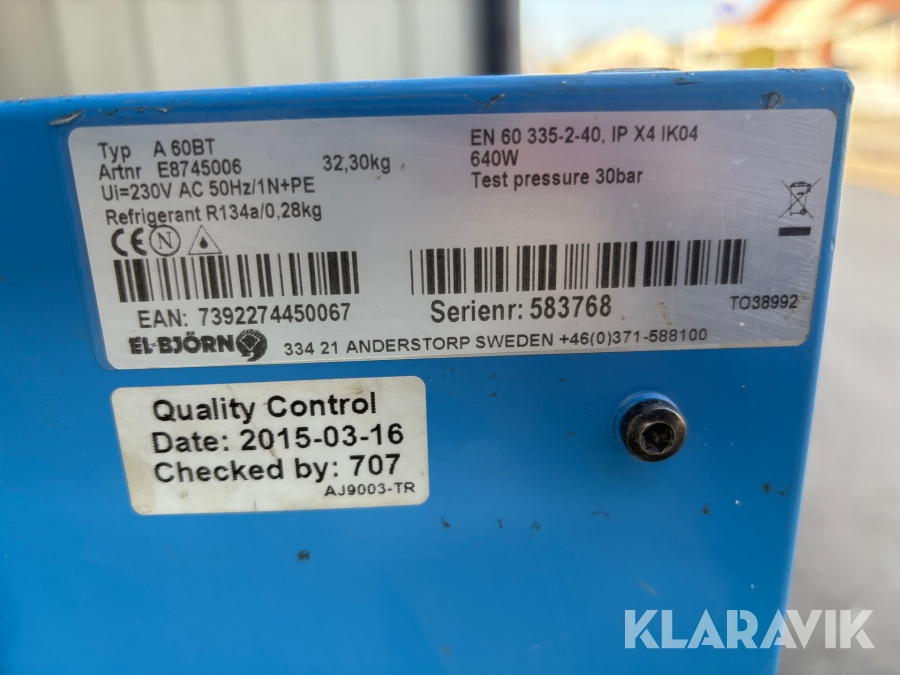 Typ A 60BT
Artnr E8745006 32,30kg
Ui=230V AC 50Hz/1N+PE
Refrigerant R134a/0,28kg
EN 60 335-2-40, IP X4 IK04
640W
Test pressure 30bar
CE N
EAN: 7392274450067
Serienr: 583768
TO38992
EL-BJÖRN
334 21 ANDERSTORP SWEDEN +46(0)371-588100
Quality Control
Date: 2015-03-16
Checked by: 707
AJ9003-TR
KLARAVIK